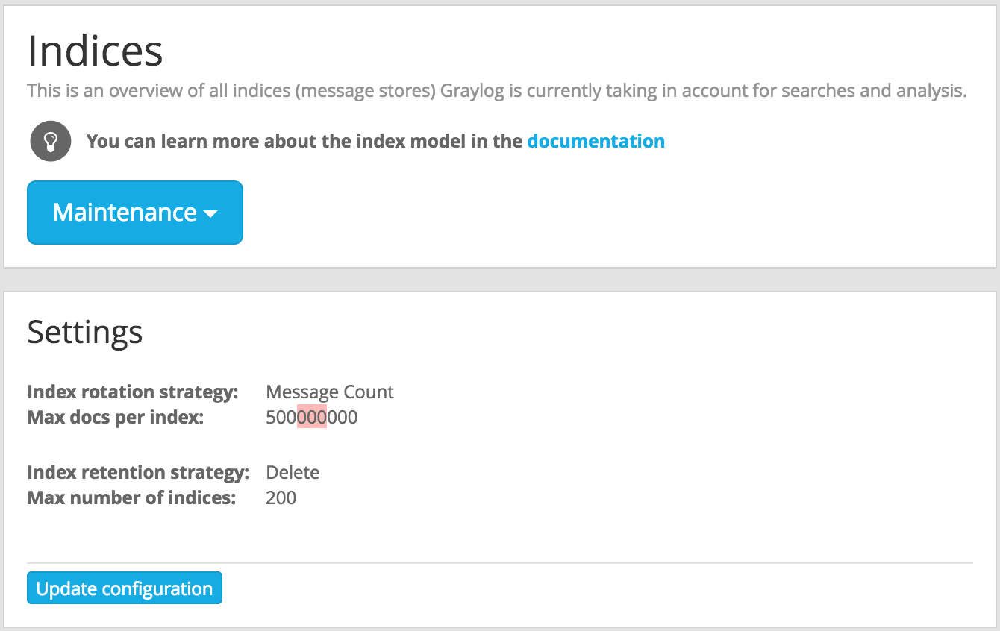 Indices
This is an overview of all indices (message stores) Graylog is currently taking in account for searches and analysis.
You can learn more about the index model in the documentation
Maintenance
Settings
Index rotation strategy: Message Count
Max docs per index: 500000000
Index retention strategy: Delete
Max number of indices: 200
Update configuration